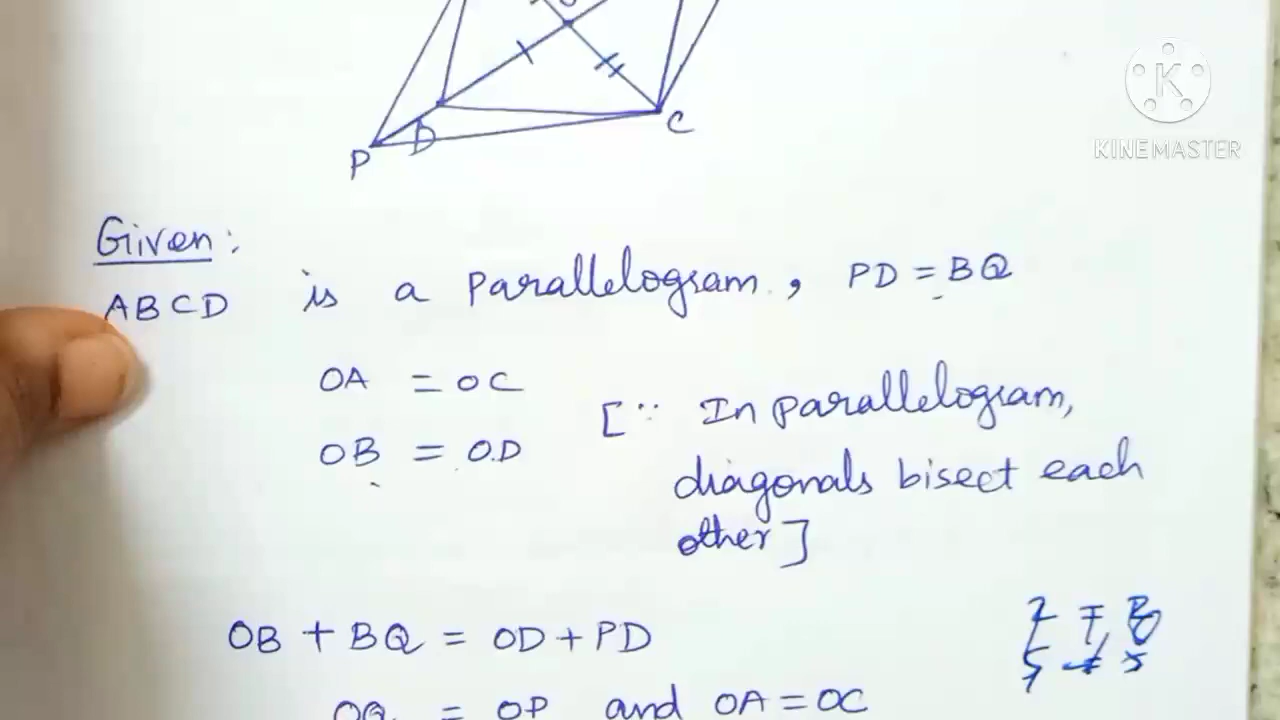 K
KINEMASTER
P D C
Given:
ABCD is a parallelogram, PD = BQ
OA = OC
OB = O.D
[∵ In parallelogram,
diagonals bisect each
other]
OB + BQ = OD + PD
OQ = OP and OA = OC